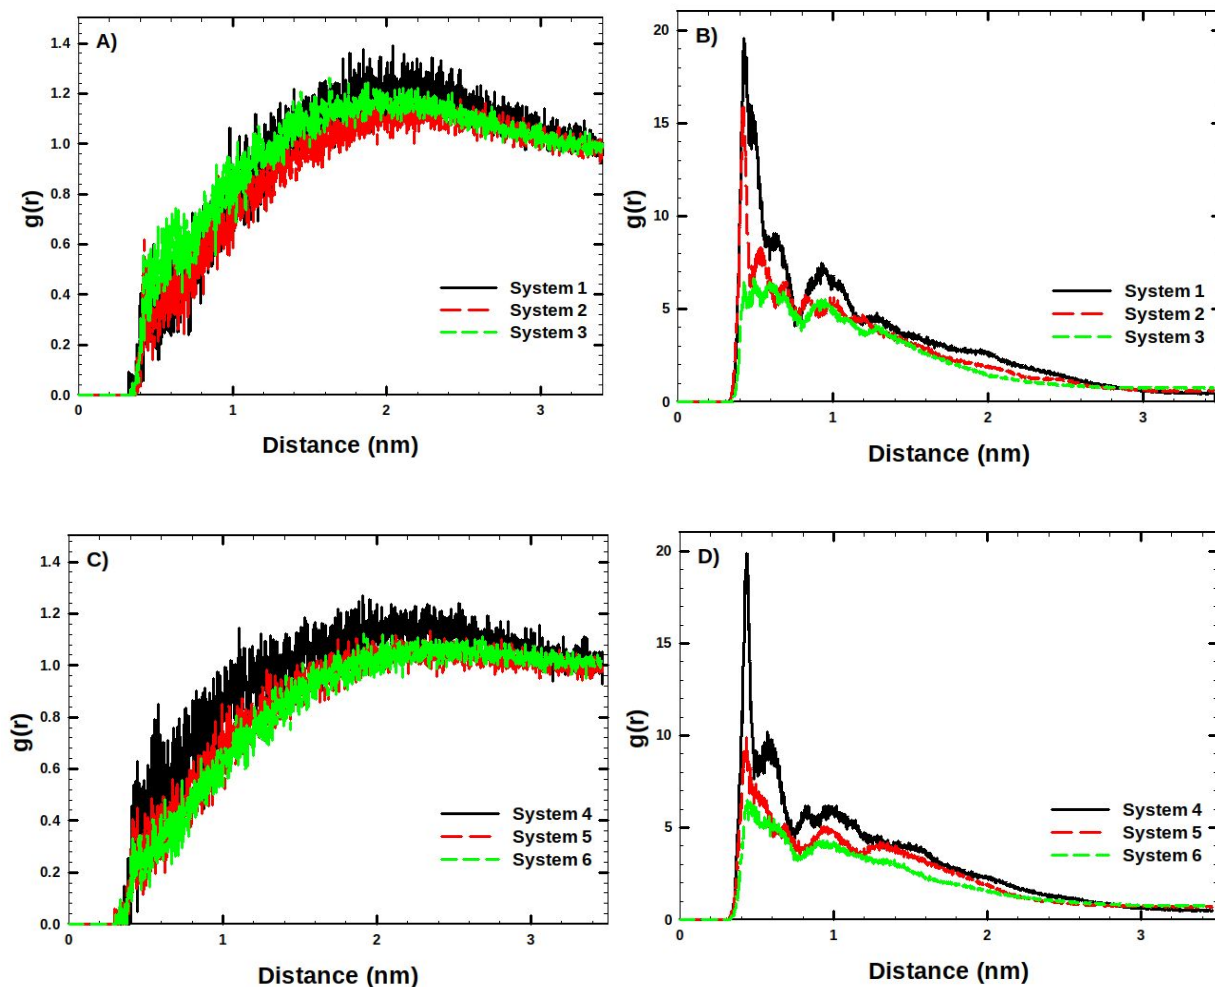 A)
1.4
1.2
1.0
0.8
0.6
0.4
0.2
0.0
g(r)
System 1
System 2
System 3
0 1 2 3
Distance (nm)
B)
20
15
10
5
0
g(r)
System 1
System 2
System 3
0 1 2 3
Distance (nm)
C)
1.4
1.2
1.0
0.8
0.6
0.4
0.2
0.0
g(r)
System 4
System 5
System 6
0 1 2 3
Distance (nm)
D)
20
15
10
5
0
g(r)
System 4
System 5
System 6
0 1 2 3
Distance (nm)